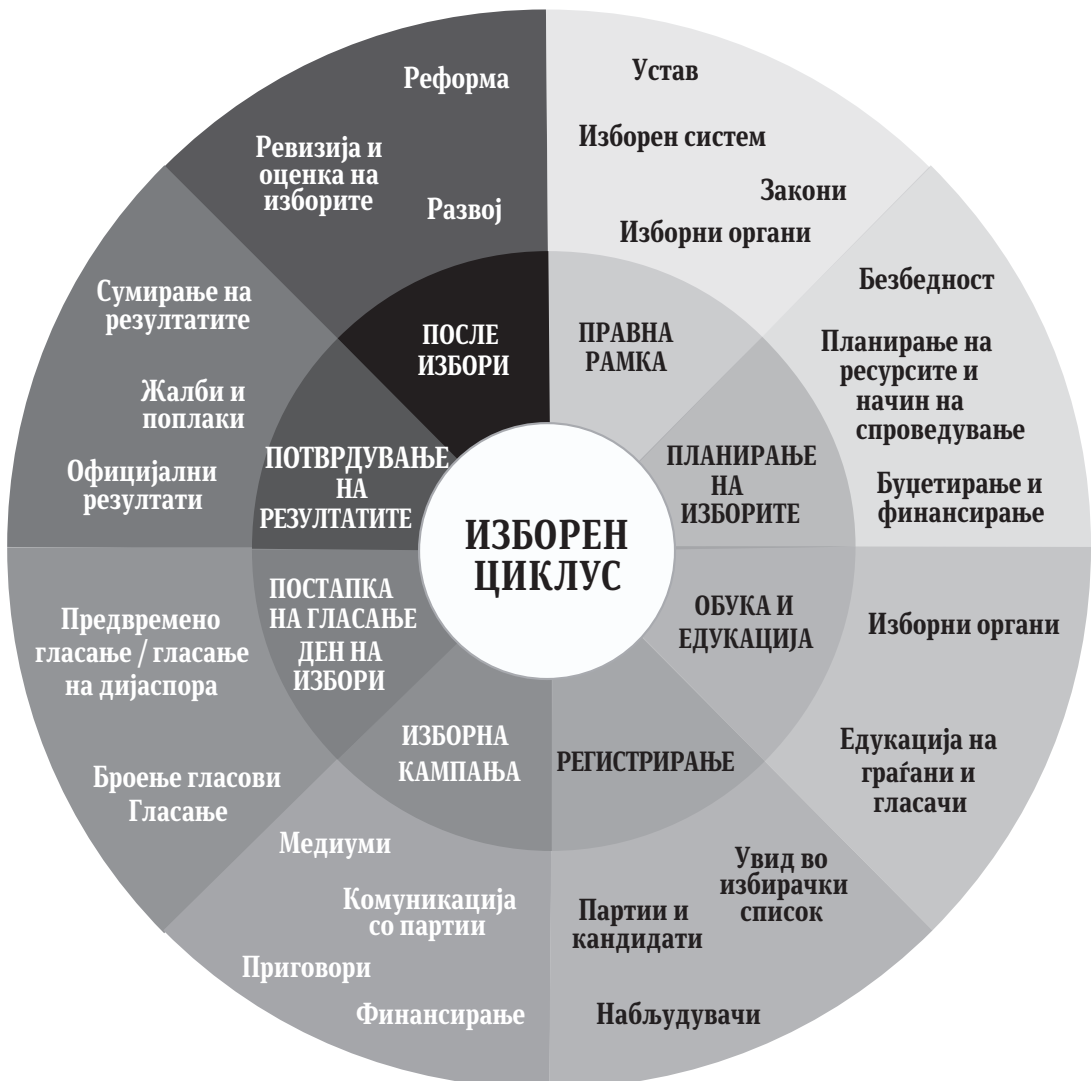 ИЗБОРЕН
ЦИКЛУС
ПРАВНА
РАМКА
Устав
Изборен систем
Закони
Изборни органи
ПЛАНИРАЊЕ
НА
ИЗБОРИТЕ
Безбедност
Планирање на
ресурсите и
начин на
спроведување
Буџетирање и
финансирање
ОБУКА И
ЕДУКАЦИЈА
Изборни органи
Едукација на
граѓани и
гласачи
РЕГИСТРИРАЊЕ
Увид во
избирачки
список
Партии и
кандидати
Набљудувачи
ИЗБОРНА
КАМПАЊА
Медиуми
Комуникација
со партии
Приговори
Финансирање
ПОСТАПКА
НА ГЛАСАЊЕ
ДЕН НА
ИЗБОРИ
Предвремено
гласање / гласање
на дијаспора
Броење гласови
Гласање
ПОТВРДУВАЊЕ
НА
РЕЗУЛТАТИТЕ
Сумирање на
резултатите
Жалби и
поплаки
Официјални
резултати
ПОСЛЕ
ИЗБОРИ
Реформа
Ревизија и
оценка на
изборите
Развој